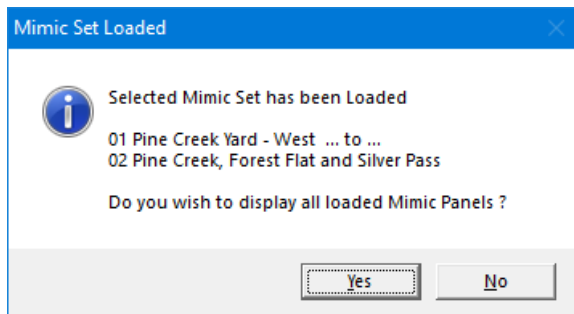 Mimic Set Loaded
Selected Mimic Set has been Loaded
01 Pine Creek Yard - West  ... to ...
02 Pine Creek, Forest Flat and Silver Pass
Do you wish to display all loaded Mimic Panels ?
Yes No